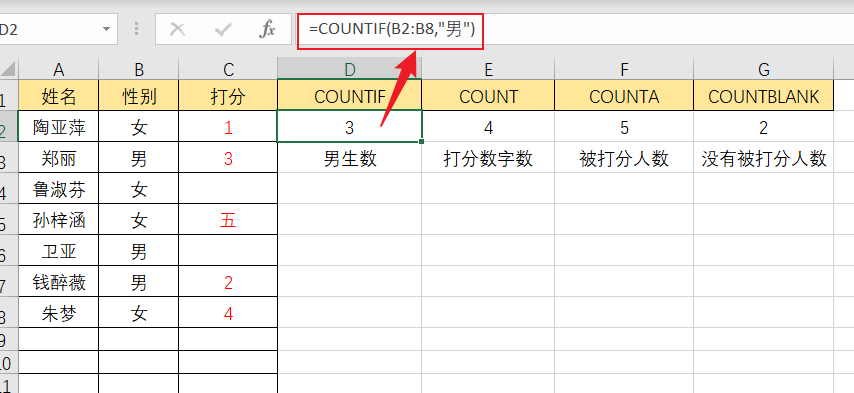 D2 fx =COUNTIF(B2:B8,"男")
A B C D E F G
1 姓名 性别 打分 COUNTIF COUNT COUNTA COUNTBLANK
2 陶亚萍 女 1 3 4 5 2
3 郑丽 男 3 男生数 打分数字数 被打分人数 没有被打分人数
4 鲁淑芬 女
5 孙梓涵 女 五
6 卫亚 男
7 钱醉薇 男 2
8 朱梦 女 4
9
10
11